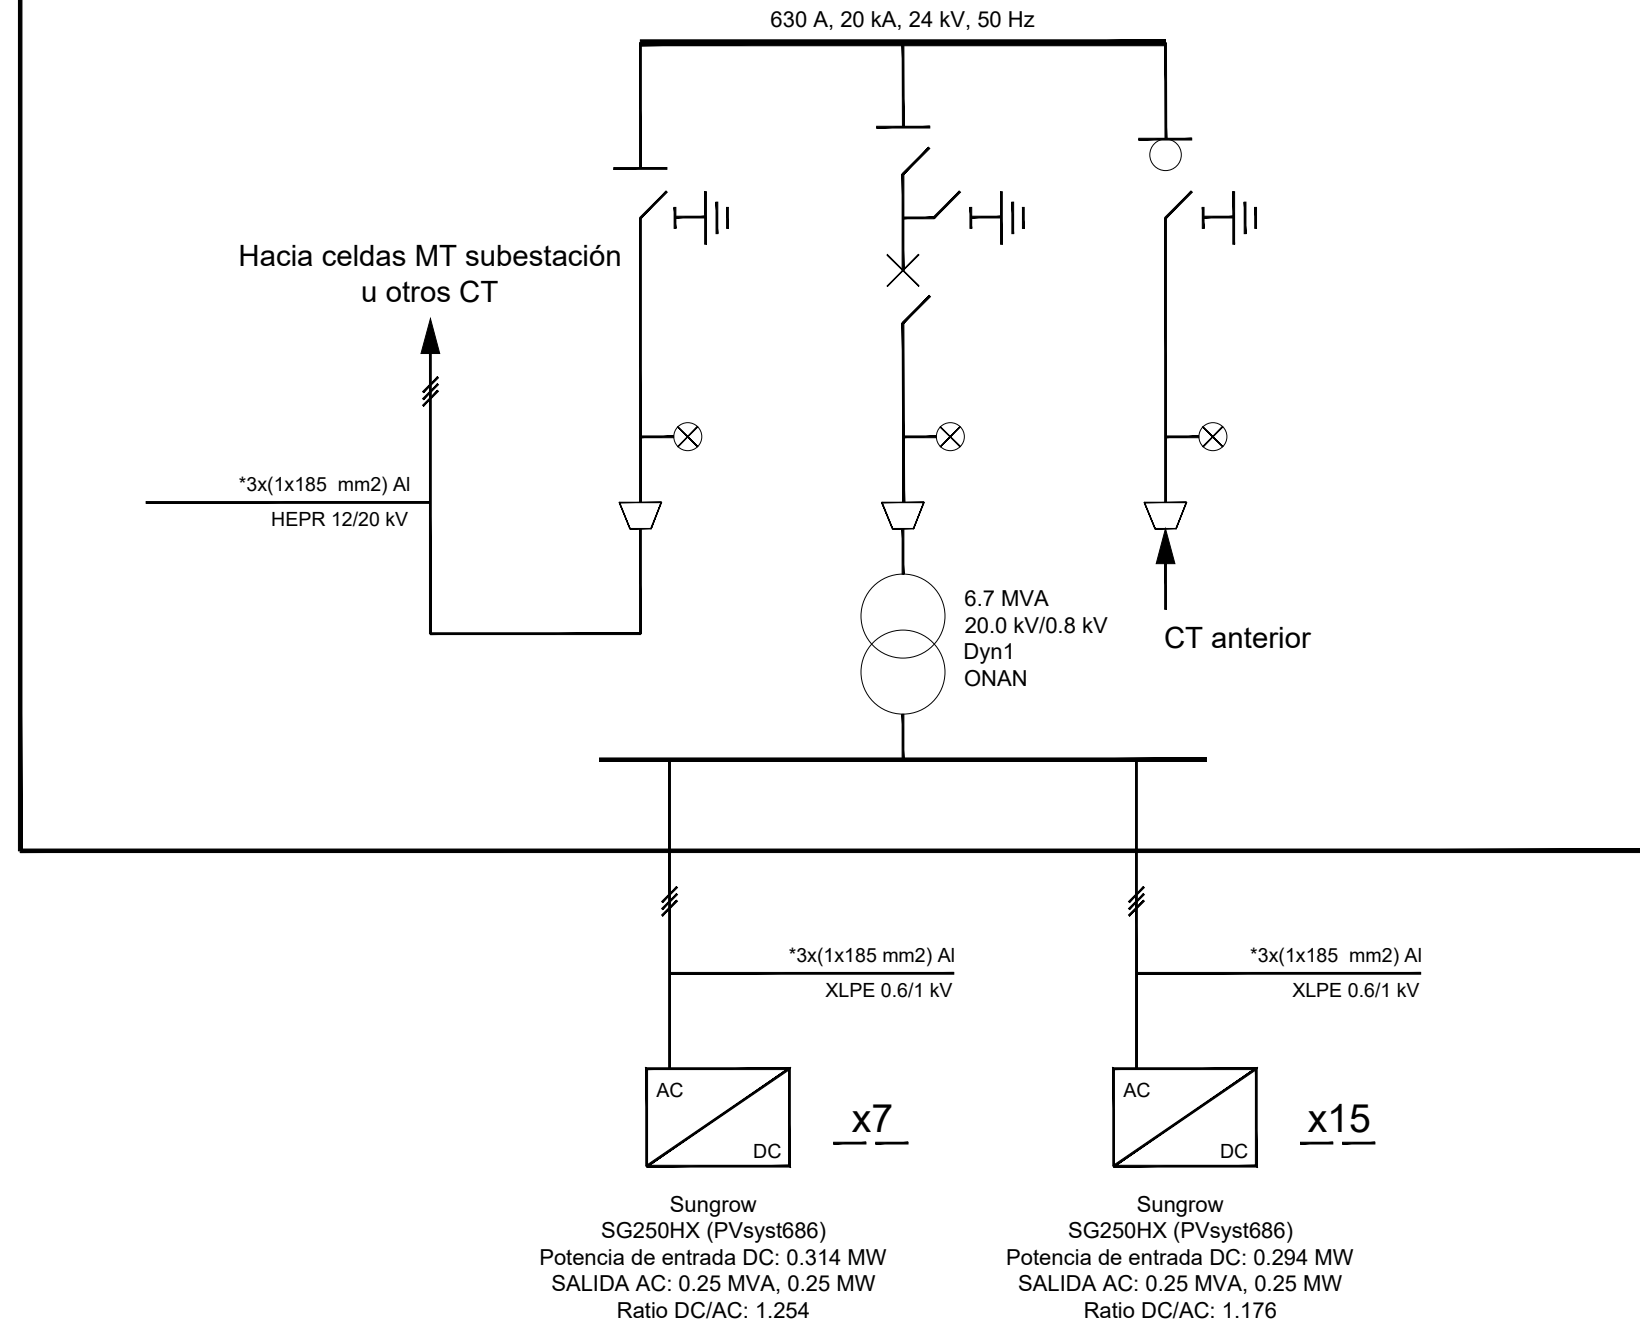 630 A, 20 kA, 24 kV, 50 Hz
Hacia celdas MT subestación
u otros CT
*3x(1x185  mm2) Al
HEPR 12/20 kV
6.7 MVA
20.0 kV/0.8 kV
Dyn1
ONAN
CT anterior
*3x(1x185 mm2) Al
XLPE 0.6/1 kV
*3x(1x185  mm2) Al
XLPE 0.6/1 kV
AC
DC
x7
AC
DC
x15
Sungrow
SG250HX (PVsyst686)
Potencia de entrada DC: 0.314 MW
SALIDA AC: 0.25 MVA, 0.25 MW
Ratio DC/AC: 1.254
Sungrow
SG250HX (PVsyst686)
Potencia de entrada DC: 0.294 MW
SALIDA AC: 0.25 MVA, 0.25 MW
Ratio DC/AC: 1.176